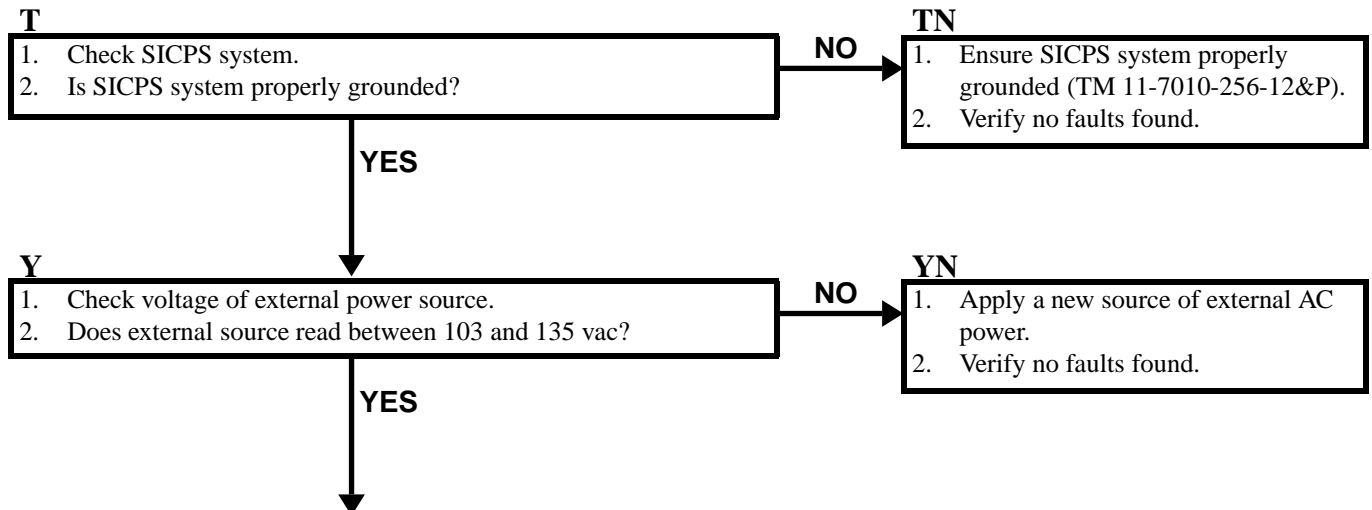 T
1. Check SICPS system.
2. Is SICPS system properly grounded?
NO
TN
1. Ensure SICPS system properly
grounded (TM 11-7010-256-12&P).
2. Verify no faults found.
YES
Y
1. Check voltage of external power source.
2. Does external source read between 103 and 135 vac?
NO
YN
1. Apply a new source of external AC
power.
2. Verify no faults found.
YES